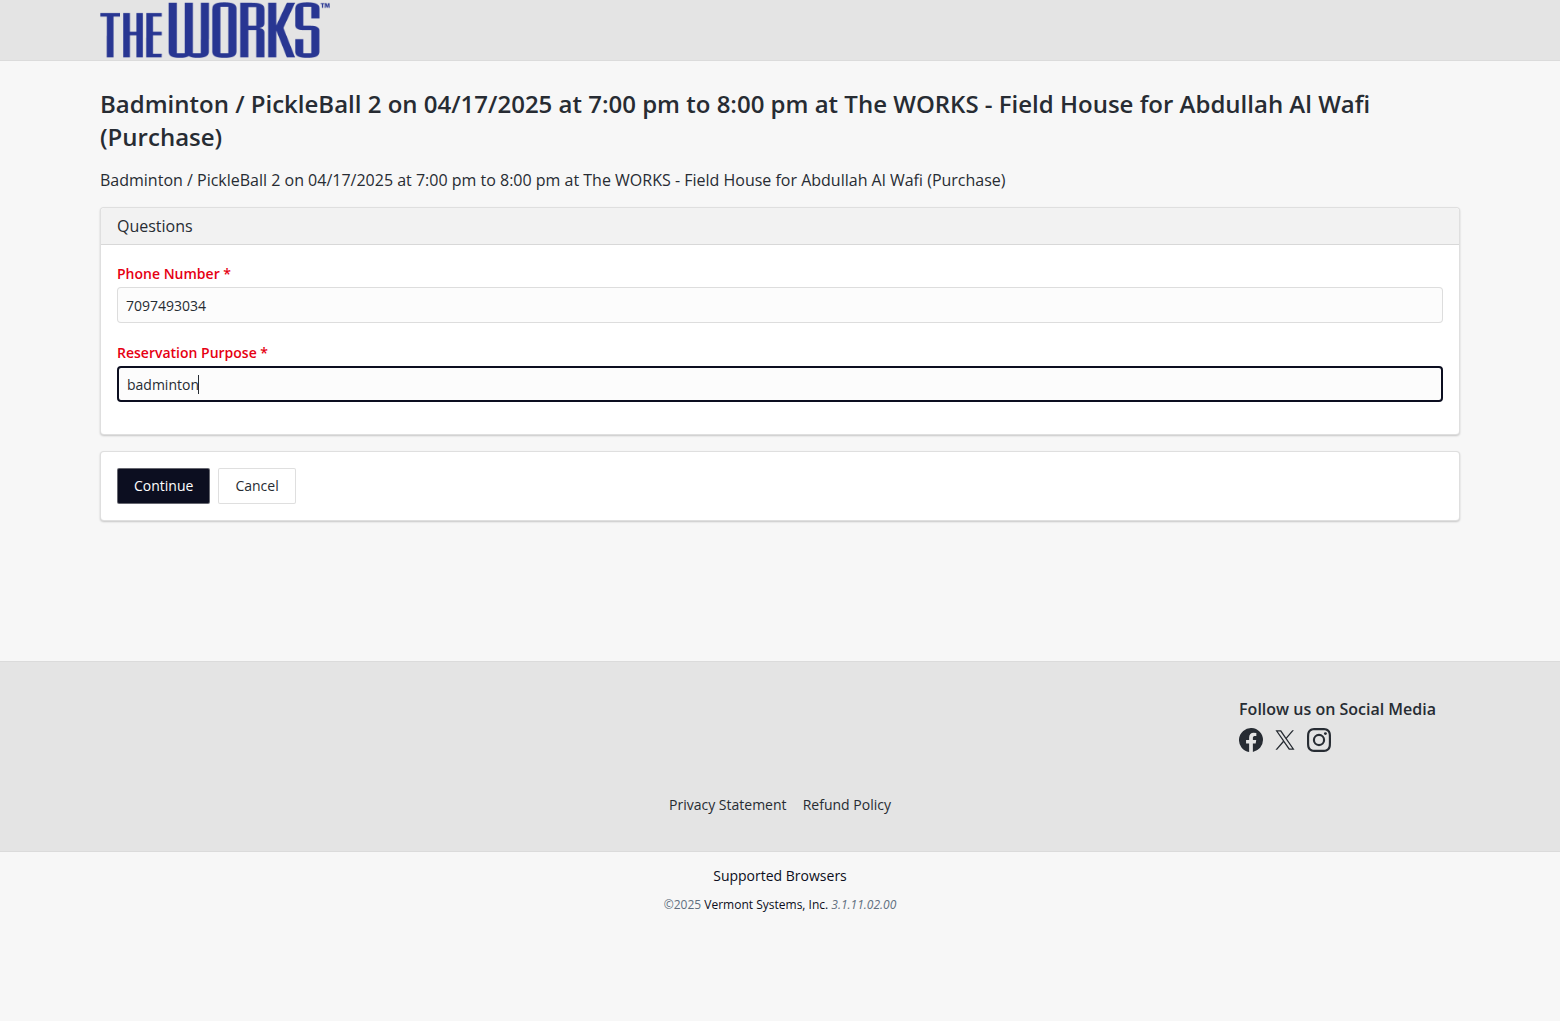 THE WORKS™
Badminton / PickleBall 2 on 04/17/2025 at 7:00 pm to 8:00 pm at The WORKS - Field House for Abdullah Al Wafi
(Purchase)
Badminton / PickleBall 2 on 04/17/2025 at 7:00 pm to 8:00 pm at The WORKS - Field House for Abdullah Al Wafi (Purchase)
Questions
Phone Number *
7097493034
Reservation Purpose *
badminton
Continue Cancel
Follow us on Social Media
Privacy Statement Refund Policy
Supported Browsers
©2025 Vermont Systems, Inc. 3.1.11.02.00